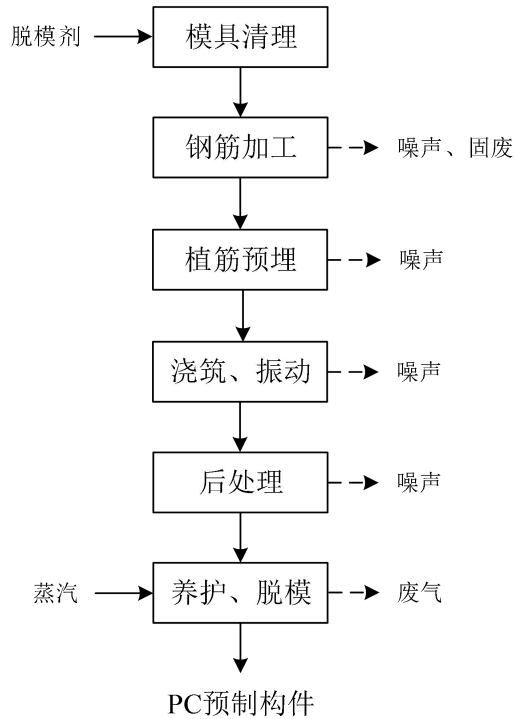 脱模剂
模具清理
钢筋加工
噪声、固废
植筋预埋
噪声
浇筑、振动
噪声
后处理
噪声
蒸汽
养护、脱模
废气
PC预制构件